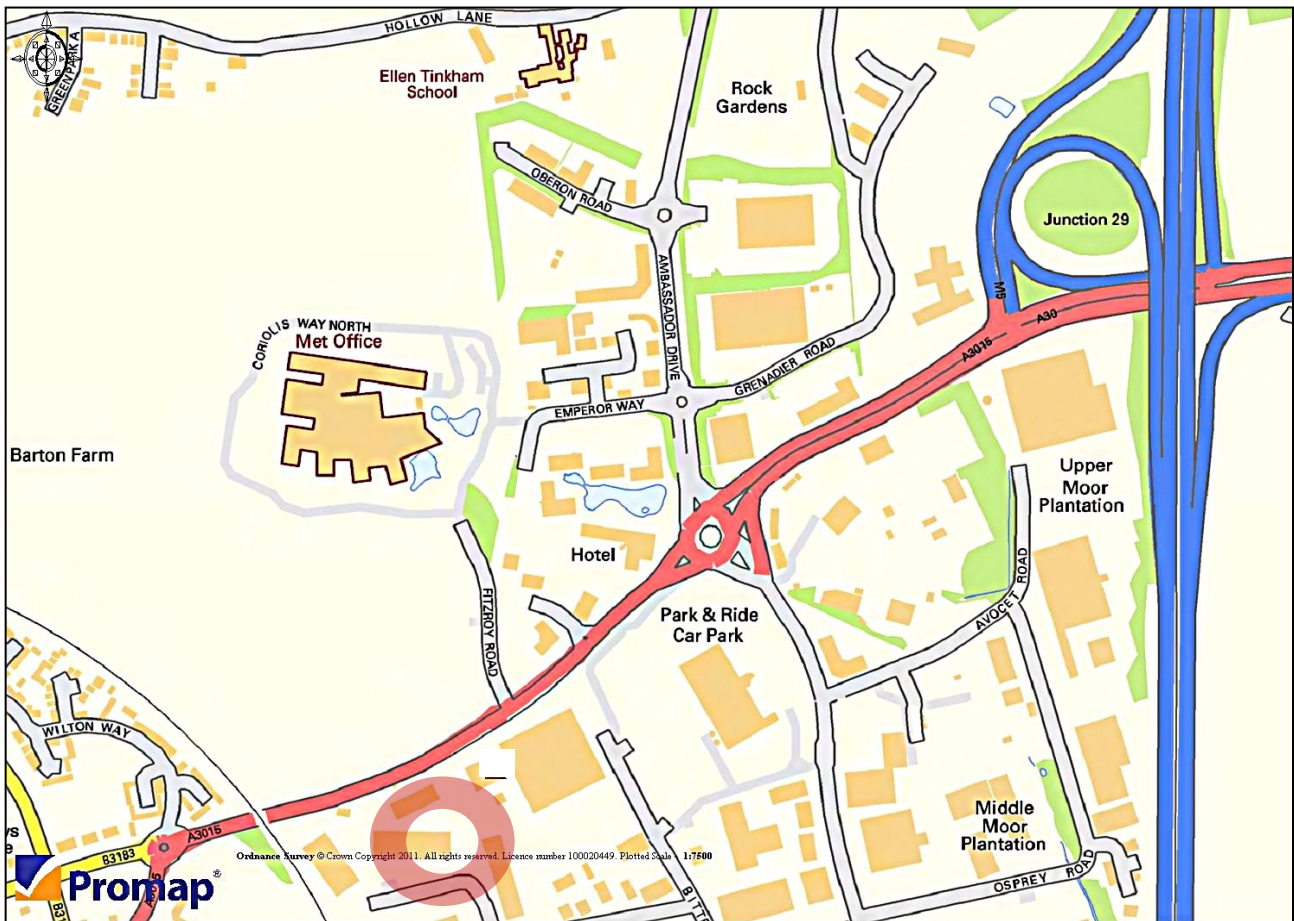 HOLLOW LANE
GREENPARK A
Ellen Tinkham
School
Rock
Gardens
OBERON ROAD
Junction 29
AMBASSADOR DRIVE
M5
A30
A3015
CORIOLIS WAY NORTH
Met Office
GRENADIER ROAD
EMPEROR WAY
Barton Farm
Upper
Moor
Plantation
Hotel
FITZROY ROAD
AVOCET ROAD
Park & Ride
Car Park
WILTON WAY
Middle
Moor
Plantation
A3015
B3183
Ordnance Survey © Crown Copyright 2011. All rights reserved. Licence number 100020449. Plotted Scale - 1:7500
OSPREY ROAD
Promap®